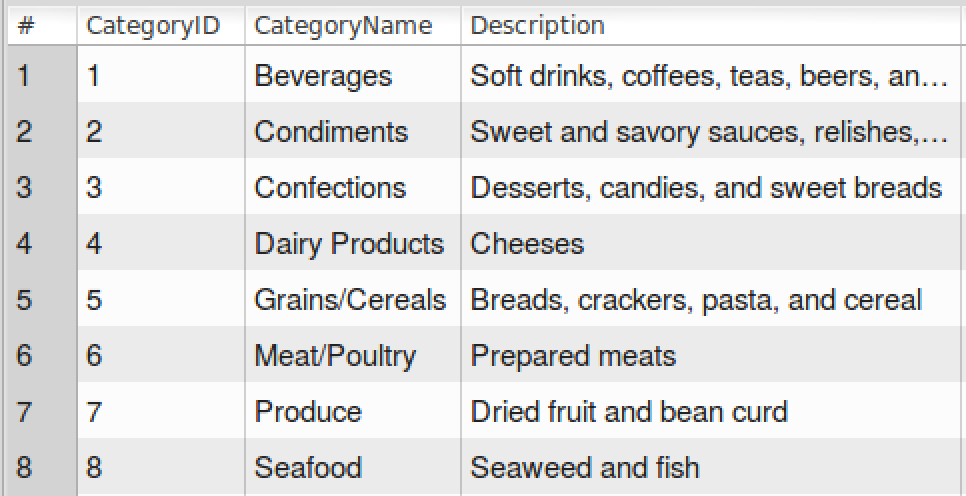 # CategoryID CategoryName Description
1 1 Beverages Soft drinks, coffees, teas, beers, an…
2 2 Condiments Sweet and savory sauces, relishes,…
3 3 Confections Desserts, candies, and sweet breads
4 4 Dairy Products Cheeses
5 5 Grains/Cereals Breads, crackers, pasta, and cereal
6 6 Meat/Poultry Prepared meats
7 7 Produce Dried fruit and bean curd
8 8 Seafood Seaweed and fish